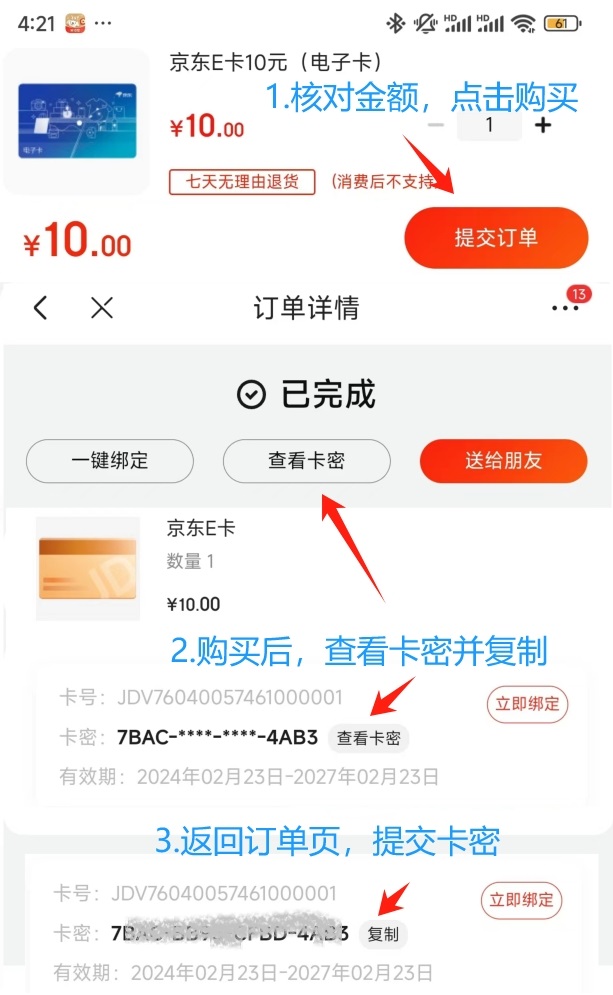 4:21
HD HD 61
京东E卡10元（电子卡）
1.核对金额，点击购买
¥10.00
1
电子卡
七天无理由退货
(消费后不支持
¥10.00
提交订单
订单详情
13
已完成
一键绑定
查看卡密
送给朋友
京东E卡
数量 1
JD
¥10.00
2.购买后，查看卡密并复制
卡号：JDV76040057461000001
立即绑定
卡密：7BAC-****-****-4AB3 查看卡密
有效期：2024年02月23日-2027年02月23日
3.返回订单页，提交卡密
卡号：JDV76040057461000001
立即绑定
卡密：复制
有效期：2024年02月23日-2027年02月23日